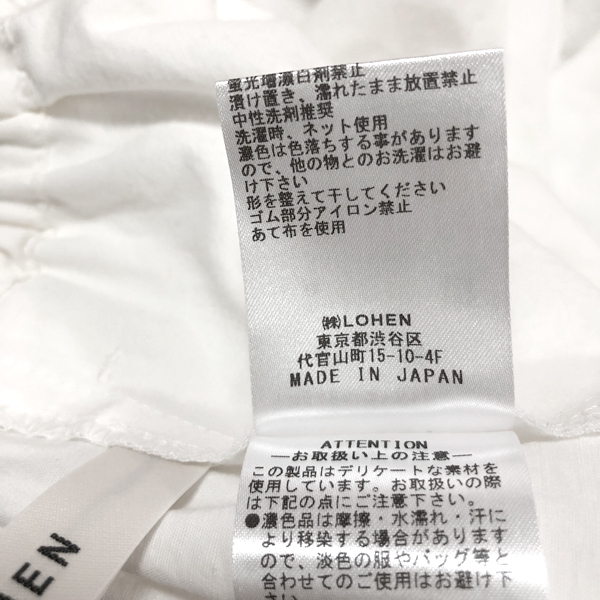 蛍光増白剤禁止
漬け置き、濡れたまま放置禁止
中性洗剤推奨
洗濯時、ネット使用
濃色は色落ちする事があります
ので、他の物とのお洗濯はお避
け下さい
形を整えて干してください
ゴム部分アイロン禁止
あて布を使用
㈱LOHEN
東京都渋谷区
代官山町15-10-4F
MADE IN JAPAN
ATTENTION
お取扱い上の注意
この製品はデリケートな素材を
使用しています。お取扱いの際
は下記の点にご注意下さい。
●濃色品は摩擦・水濡れ・汗に
より移染する場合があります
ので、淡色の服やバッグ等と
合わせてのご使用はお避け下
さい
HEN